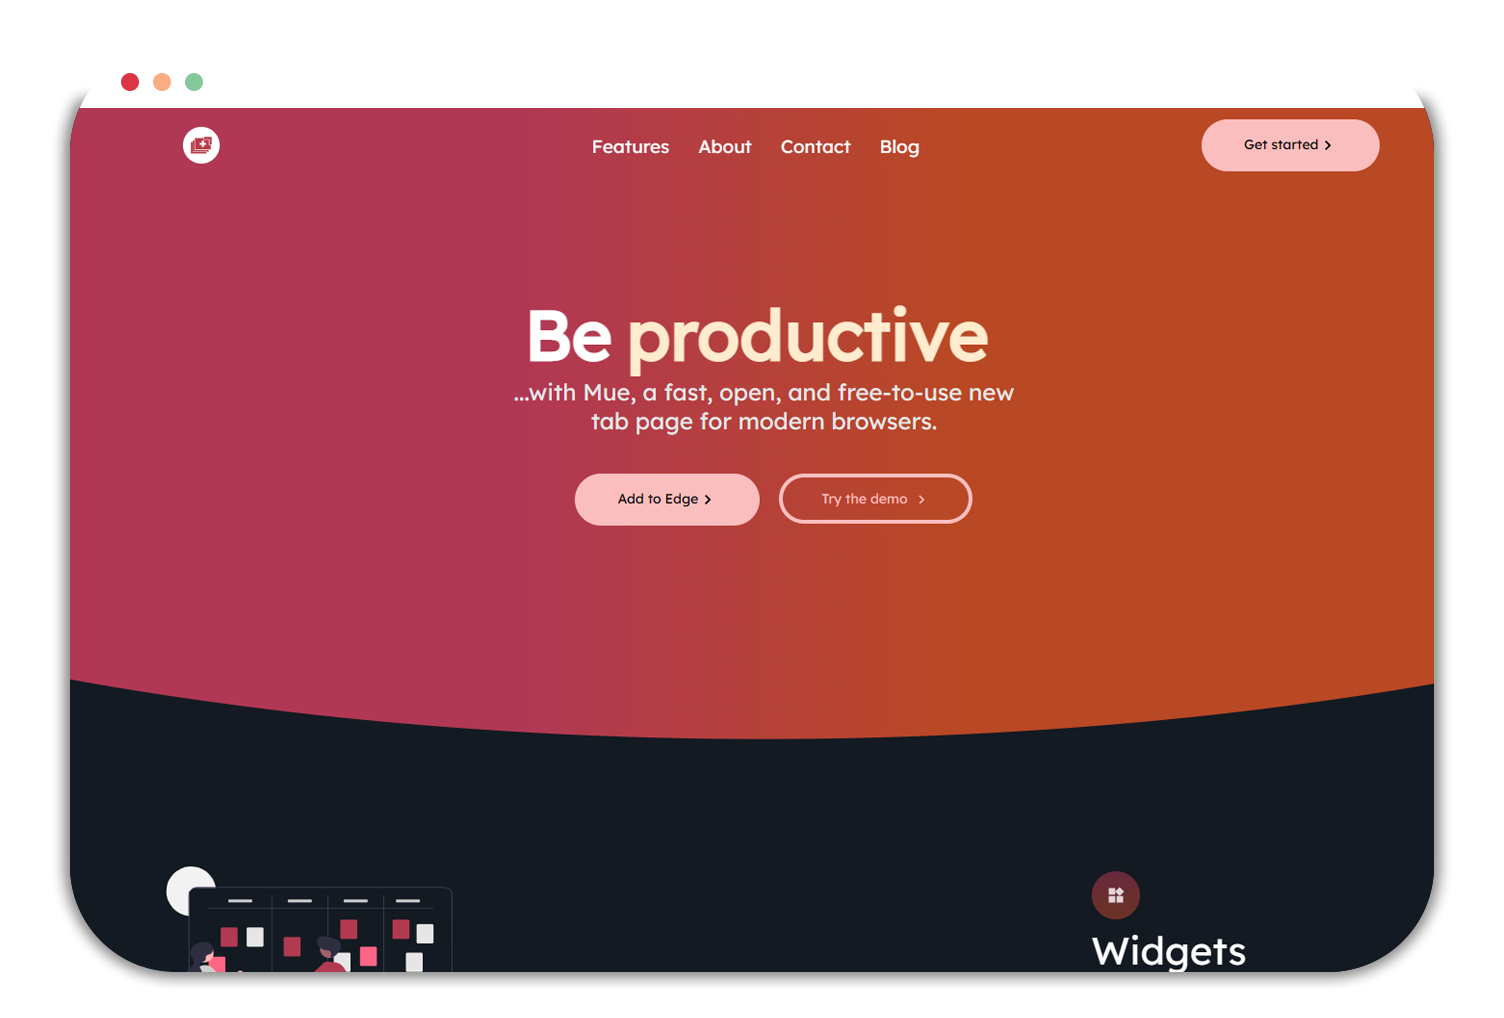 Features About Contact Blog
Get started
Be productive
...with Mue, a fast, open, and free-to-use new
tab page for modern browsers.
Add to Edge
Try the demo
Widgets